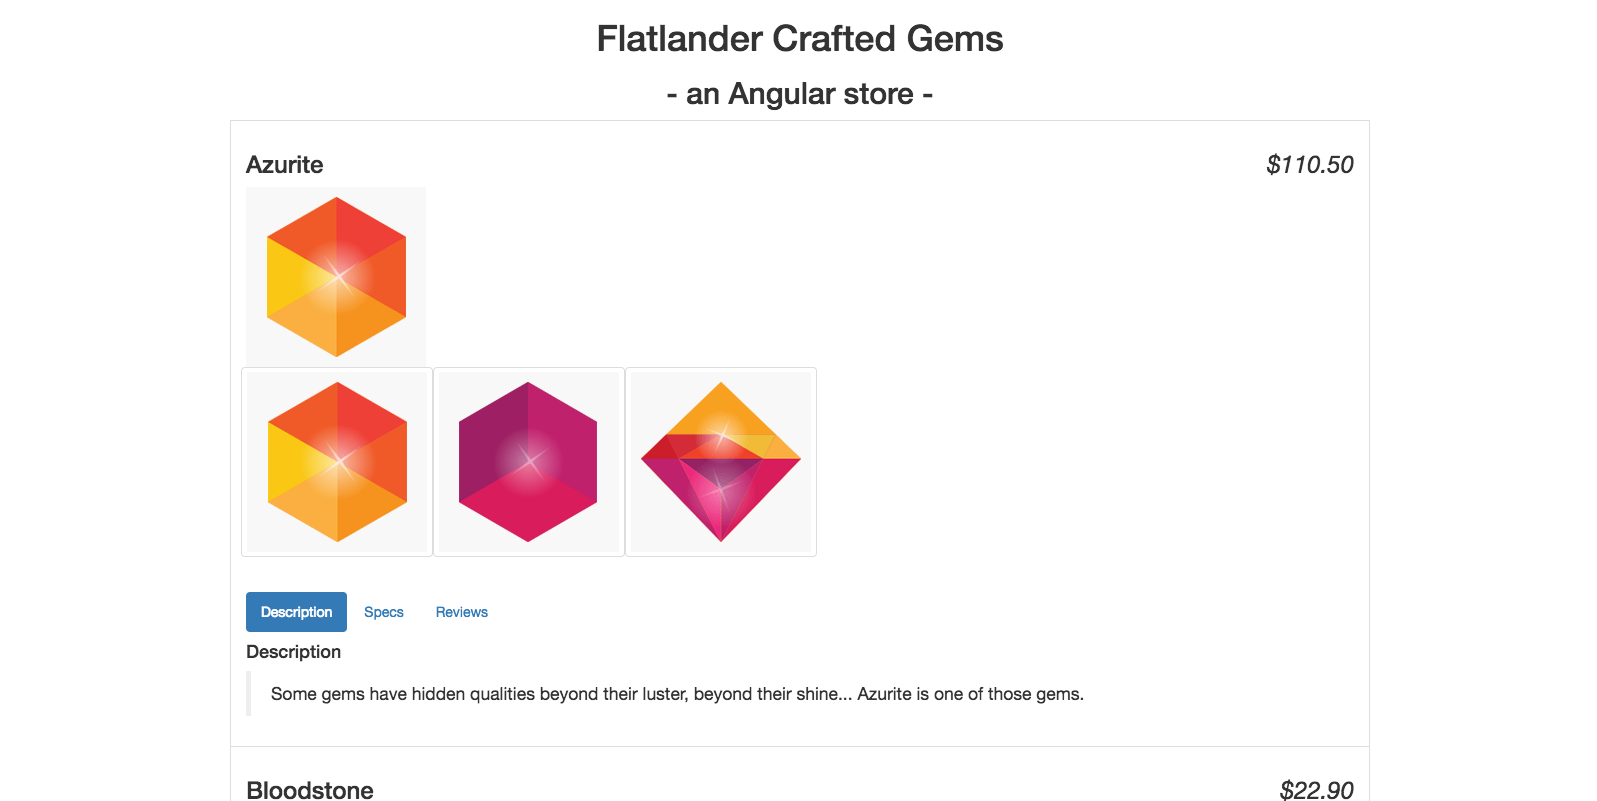 Flatlander Crafted Gems
- an Angular store -
Azurite $110.50
Description Specs Reviews
Description
Some gems have hidden qualities beyond their luster, beyond their shine... Azurite is one of those gems.
Bloodstone $22.90